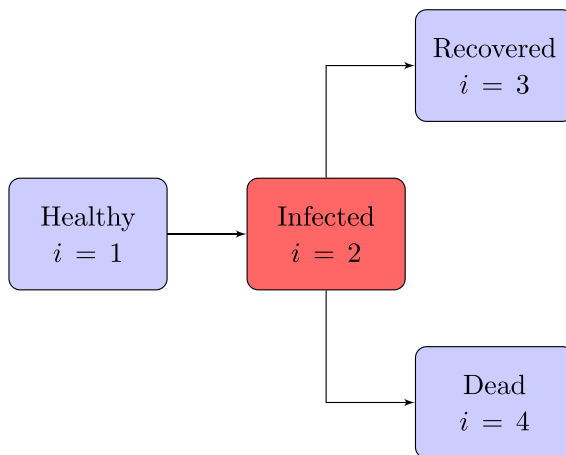 Recovered
i = 3
Healthy
i = 1
Infected
i = 2
Dead
i = 4